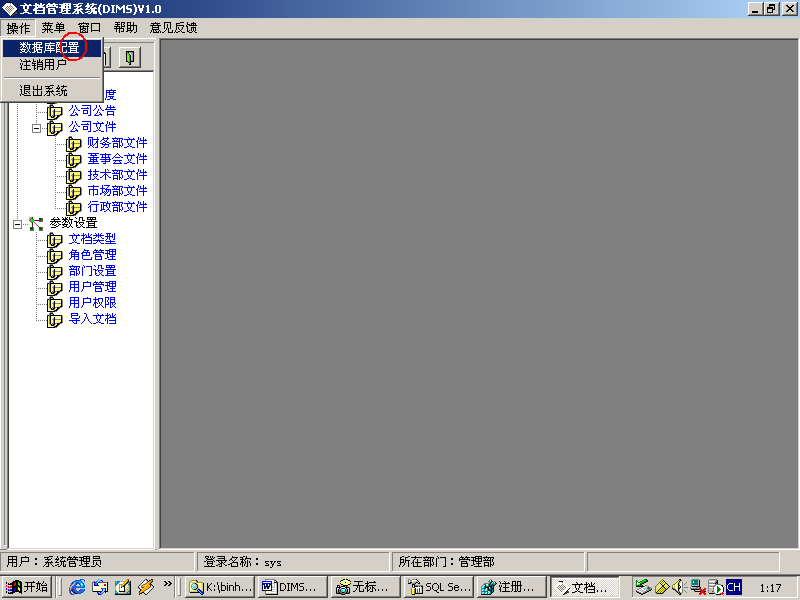 文档管理系统(DIMS)V1.0
操作 菜单 窗口 帮助 意见反馈
数据库配置
注销用户
退出系统
度
公司公告
公司文件
财务部文件
董事会文件
技术部文件
市场部文件
行政部文件
参数设置
文档类型
角色管理
部门设置
用户管理
用户权限
导入文档
用户：系统管理员 登录名称：sys 所在部门：管理部
开始 » K:\binh... DIMS... 无标... SQL Se... 注册... 文档... CH 1:17